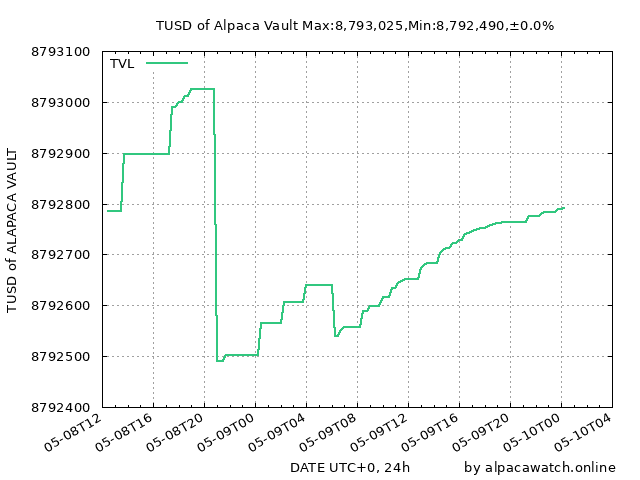 TUSD of Alpaca Vault Max:8,793,025,Min:8,792,490,±0.0%
TVL
8793100
8793000
8792900
8792800
8792700
8792600
8792500
8792400
TUSD of ALAPACA VAULT
05-08T12
05-08T16
05-08T20
05-09T00
05-09T04
05-09T08
05-09T12
05-09T16
05-09T20
05-10T00
05-10T04
DATE UTC+0, 24h
by alpacawatch.online